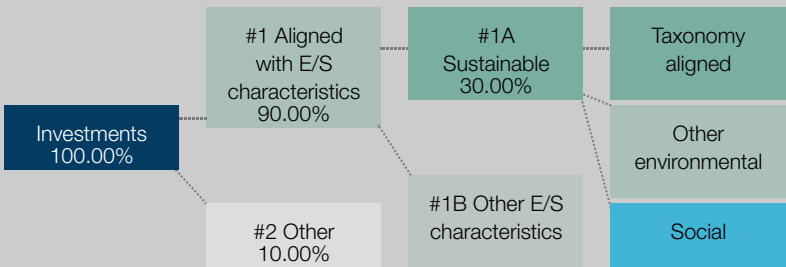 Investments
100.00%
#1 Aligned
with E/S
characteristics
90.00%
#2 Other
10.00%
#1A
Sustainable
30.00%
#1B Other E/S
characteristics
Taxonomy
aligned
Other
environmental
Social